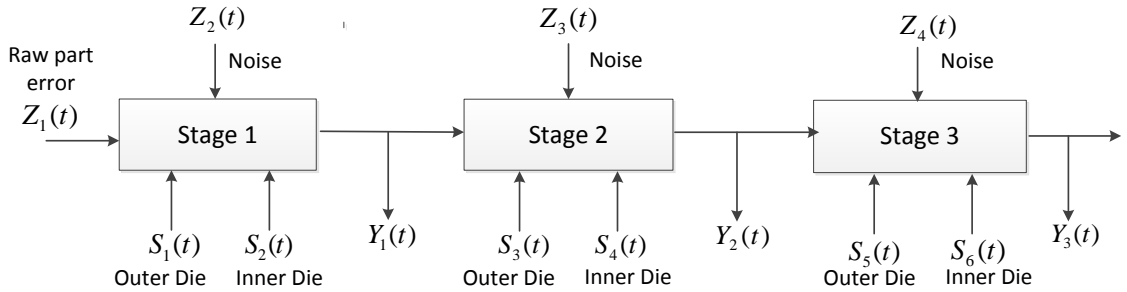 Z₂(t)
Z₃(t)
Z₄(t)
Raw part
error
Z₁(t)
Noise
Noise
Noise
Stage 1
Stage 2
Stage 3
S₁(t)
S₂(t)
Y₁(t)
S₃(t)
S₄(t)
Y₂(t)
S₅(t)
S₆(t)
Y₃(t)
Outer Die
Inner Die
Outer Die
Inner Die
Outer Die
Inner Die